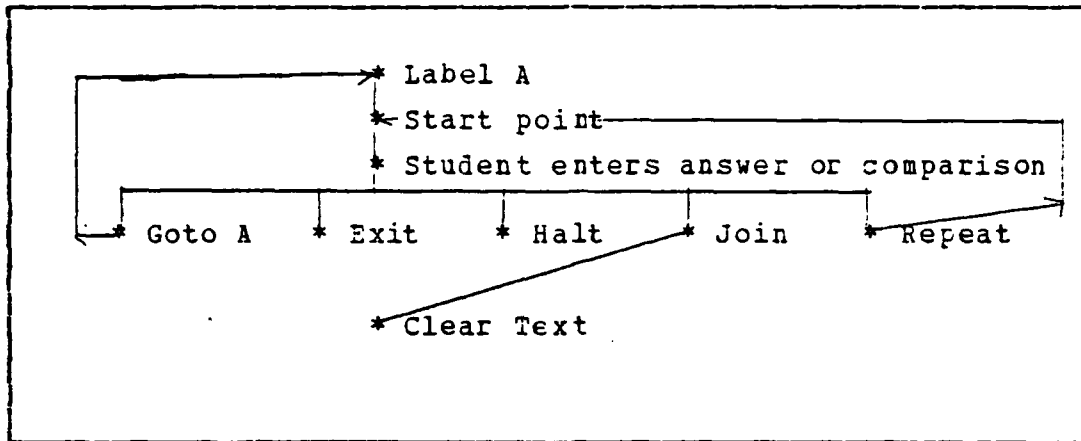 * Label A
* Start point
* Student enters answer or comparison
* Goto A * Exit * Halt * Join * Repeat
* Clear Text